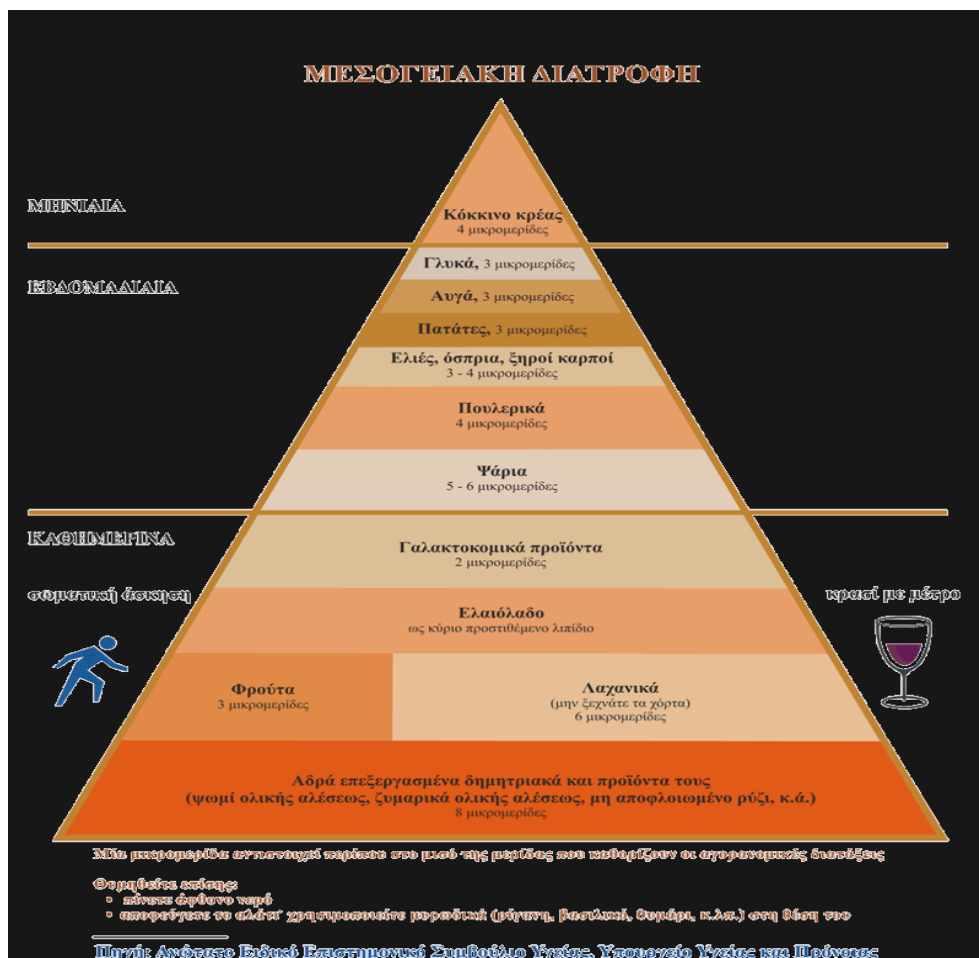 ΜΕΣΟΓΕΙΑΚΗ ΔΙΑΤΡΟΦΗ
ΜΗΝΙΑΙΑ
Κόκκινο κρέας
4 μικρομερίδες
ΕΒΔΟΜΑΔΙΑΙΑ
Γλυκά, 3 μικρομερίδες
Αυγά, 3 μικρομερίδες
Πατάτες, 3 μικρομερίδες
Ελιές, όσπρια, ξηροί καρποί
3 - 4 μικρομερίδες
Πουλερικά
4 μικρομερίδες
Ψάρια
5 - 6 μικρομερίδες
ΚΑΘΗΜΕΡΙΝΑ
Γαλακτοκομικά προϊόντα
2 μικρομερίδες
σωματική άσκηση
κρασί με μέτρο
Ελαιόλαδο
ως κύριο προστιθέμενο λιπίδιο
Φρούτα
3 μικρομερίδες
Λαχανικά
(μην ξεχνάτε τα χόρτα)
6 μικρομερίδες
Αδρά επεξεργασμένα δημητριακά και προϊόντα τους
(ψωμί ολικής αλέσεως, ζυμαρικά ολικής αλέσεως, μη αποφλοιωμένο ρύζι, κ.ά.)
8 μικρομερίδες
Μία μικρομερίδα αντιστοιχεί περίπου στο μισό της μερίδας που καθορίζουν οι αγορανομικές διατάξεις
Θυμηθείτε επίσης:
• πίνετε άφθονο νερό
• αποφεύγετε το αλάτι· χρησιμοποιείτε μυρωδικά (ρίγανη, βασιλικό, θυμάρι, κ.λπ.) στη θέση του
Πηγή: Ανώτατο Ειδικό Επιστημονικό Συμβούλιο Υγείας, Υπουργείο Υγείας και Πρόνοιας